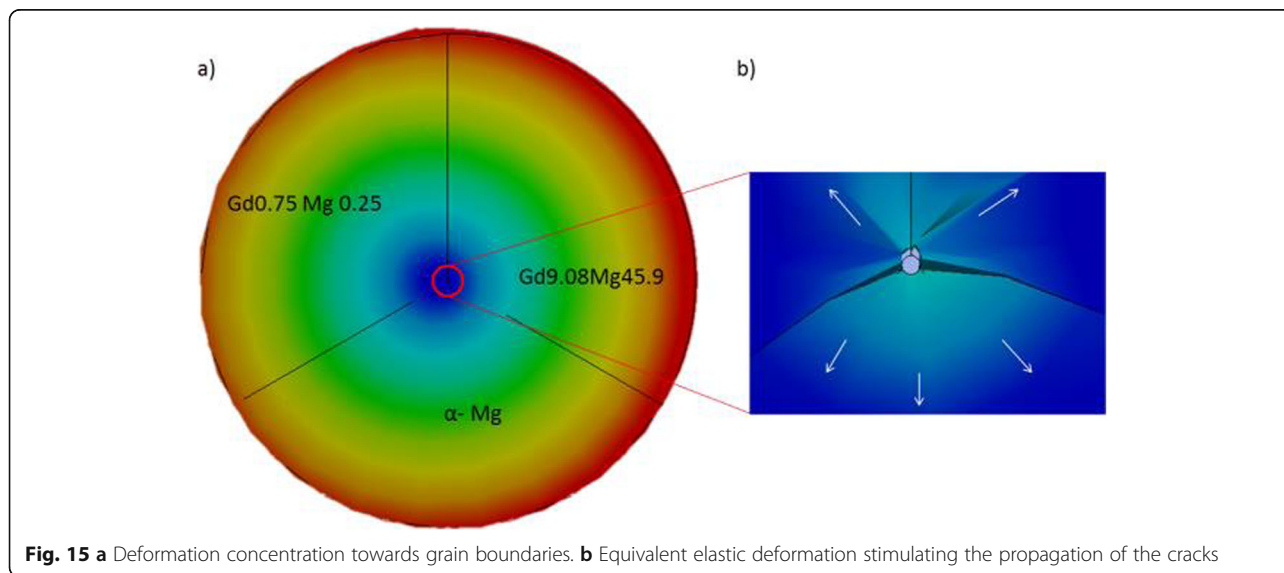 a)
b)
Gd0.75 Mg 0.25
Gd9.08Mg45.9
α- Mg
Fig. 15 a Deformation concentration towards grain boundaries. b Equivalent elastic deformation stimulating the propagation of the cracks